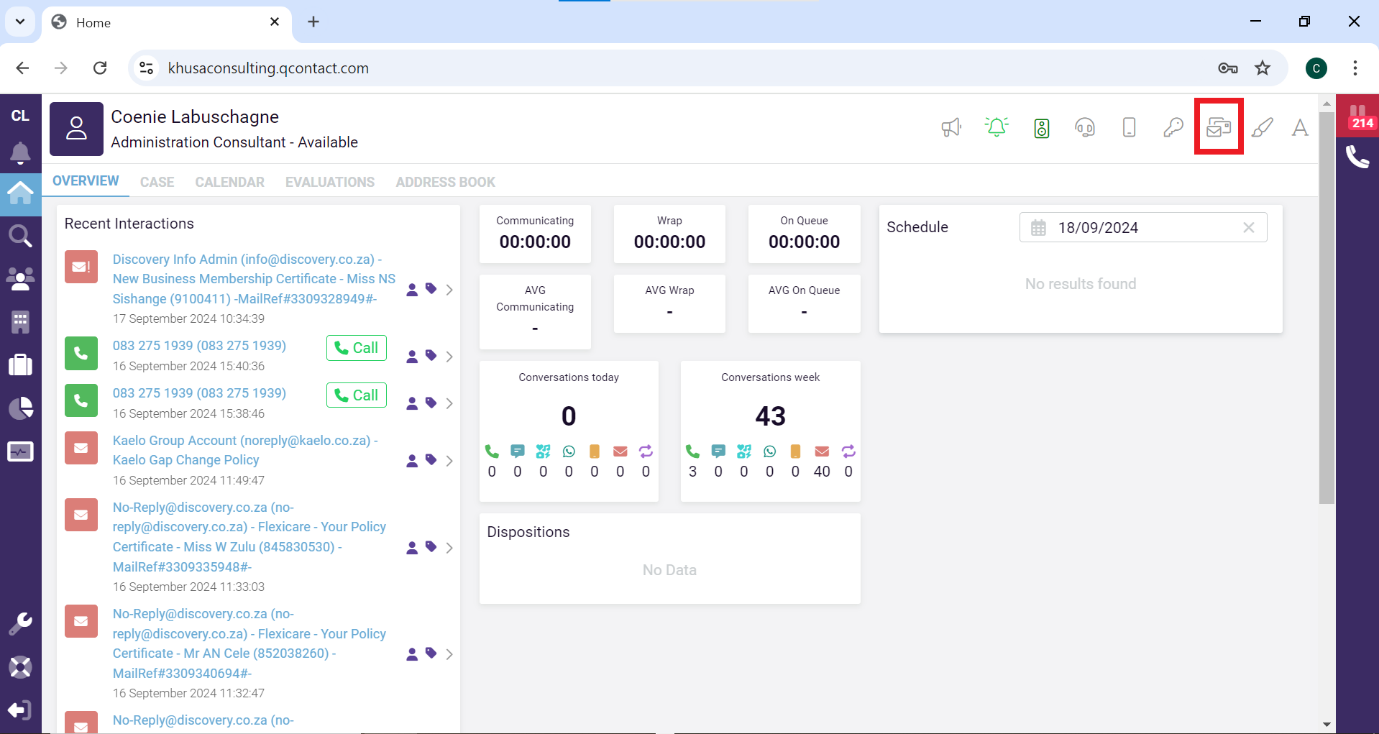 Home
khusaconsulting.qcontact.com
C
CL
Coenie Labuschagne
Administration Consultant - Available
A
214
OVERVIEW CASE CALENDAR EVALUATIONS ADDRESS BOOK
Recent Interactions
Discovery Info Admin (info@discovery.co.za) -
New Business Membership Certificate - Miss NS
Sishange (9100411) -MailRef#3309328949#-
17 September 2024 10:34:39
083 275 1939 (083 275 1939)
Call
16 September 2024 15:40:36
083 275 1939 (083 275 1939)
Call
16 September 2024 15:38:46
Kaelo Group Account (noreply@kaelo.co.za) -
Kaelo Gap Change Policy
16 September 2024 11:49:47
No-Reply@discovery.co.za (no-
reply@discovery.co.za) - Flexicare - Your Policy
Certificate - Miss W Zulu (845830530) -
MailRef#3309335948#-
16 September 2024 11:33:03
No-Reply@discovery.co.za (no-
reply@discovery.co.za) - Flexicare - Your Policy
Certificate - Mr AN Cele (852038260) -
MailRef#3309340694#-
16 September 2024 11:32:47
No-Reply@discovery.co.za (no-
Communicating
00:00:00
Wrap
00:00:00
On Queue
00:00:00
AVG
Communicating
-
AVG Wrap
-
AVG On Queue
-
Conversations today
0
0 0 0 0 0 0 0
Conversations week
43
3 0 0 0 0 40 0
Dispositions
No Data
Schedule
18/09/2024
No results found